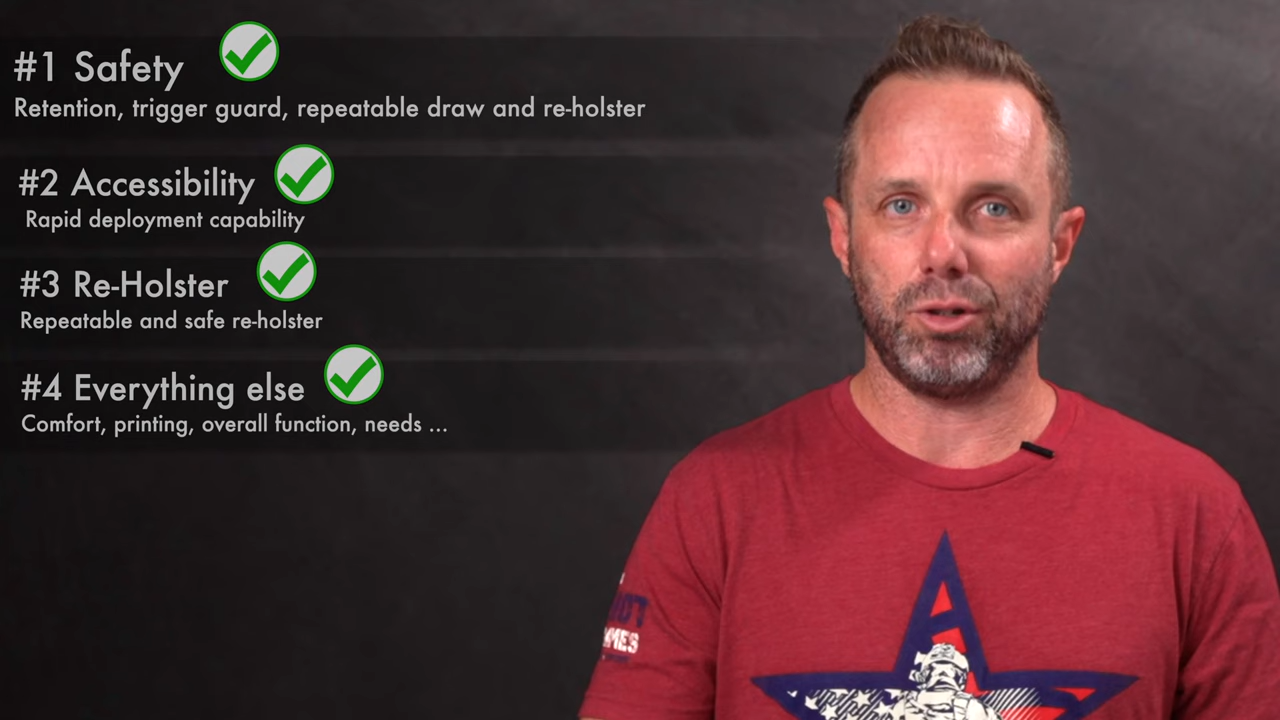 #1 Safety
Retention, trigger guard, repeatable draw and re-holster
#2 Accessibility
Rapid deployment capability
#3 Re-Holster
Repeatable and safe re-holster
#4 Everything else
Comfort, printing, overall function, needs ...